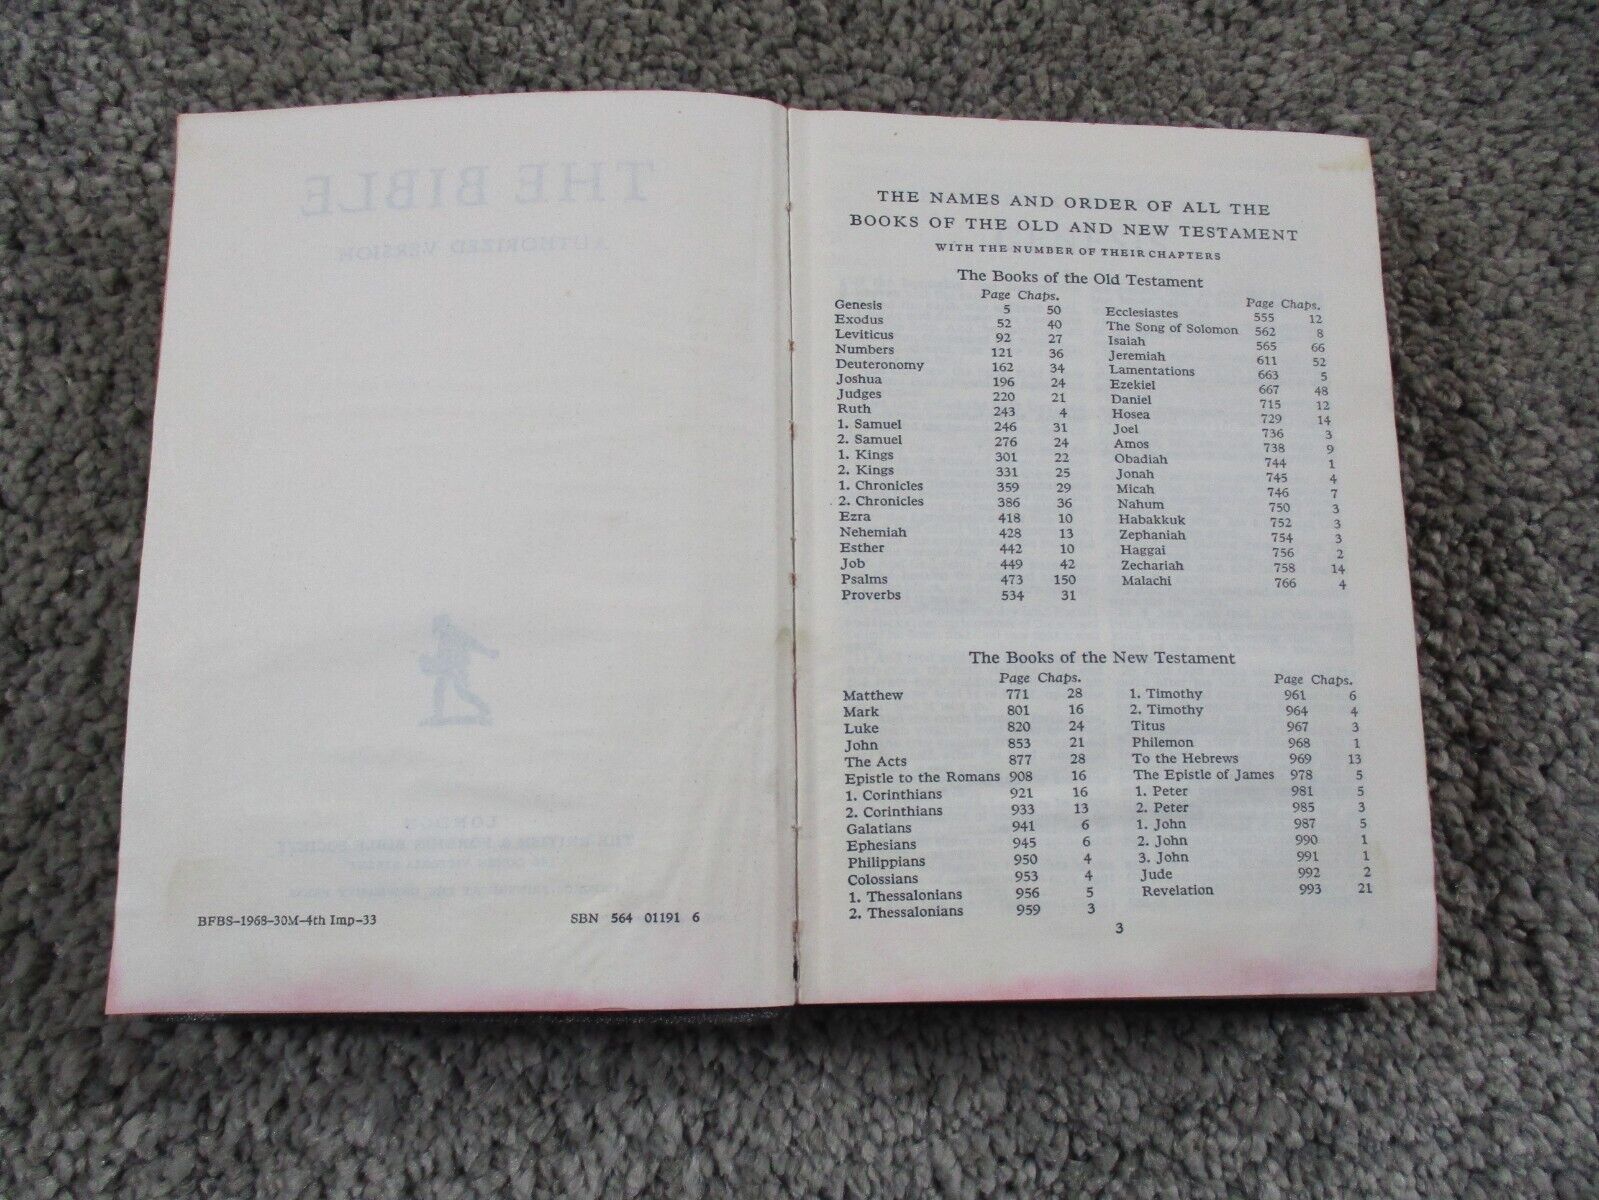 THE BIBLE
AUTHORIZED VERSION
BFBS-1968-30M-4th Imp-33 SBN 564 01191 6
THE NAMES AND ORDER OF ALL THE
BOOKS OF THE OLD AND NEW TESTAMENT
WITH THE NUMBER OF THEIR CHAPTERS
The Books of the Old Testament
Page Chaps.
Genesis 5 50
Exodus 52 40
Leviticus 92 27
Numbers 121 36
Deuteronomy 162 34
Joshua 196 24
Judges 220 21
Ruth 243 4
1. Samuel 246 31
2. Samuel 276 24
1. Kings 301 22
2. Kings 331 25
1. Chronicles 359 29
2. Chronicles 386 36
Ezra 418 10
Nehemiah 428 13
Esther 442 10
Job 449 42
Psalms 473 150
Proverbs 534 31
Page Chaps.
Ecclesiastes 555 12
The Song of Solomon 562 8
Isaiah 565 66
Jeremiah 611 52
Lamentations 663 5
Ezekiel 667 48
Daniel 715 12
Hosea 729 14
Joel 736 3
Amos 738 9
Obadiah 744 1
Jonah 745 4
Micah 746 7
Nahum 750 3
Habakkuk 752 3
Zephaniah 754 3
Haggai 756 2
Zechariah 758 14
Malachi 766 4
The Books of the New Testament
Page Chaps.
Matthew 771 28
Mark 801 16
Luke 820 24
John 853 21
The Acts 877 28
Epistle to the Romans 908 16
1. Corinthians 921 16
2. Corinthians 933 13
Galatians 941 6
Ephesians 945 6
Philippians 950 4
Colossians 953 4
1. Thessalonians 956 5
2. Thessalonians 959 3
Page Chaps.
1. Timothy 961 6
2. Timothy 964 4
Titus 967 3
Philemon 968 1
To the Hebrews 969 13
The Epistle of James 978 5
1. Peter 981 5
2. Peter 985 3
1. John 987 5
2. John 990 1
3. John 991 1
Jude 992 2
Revelation 993 21
3